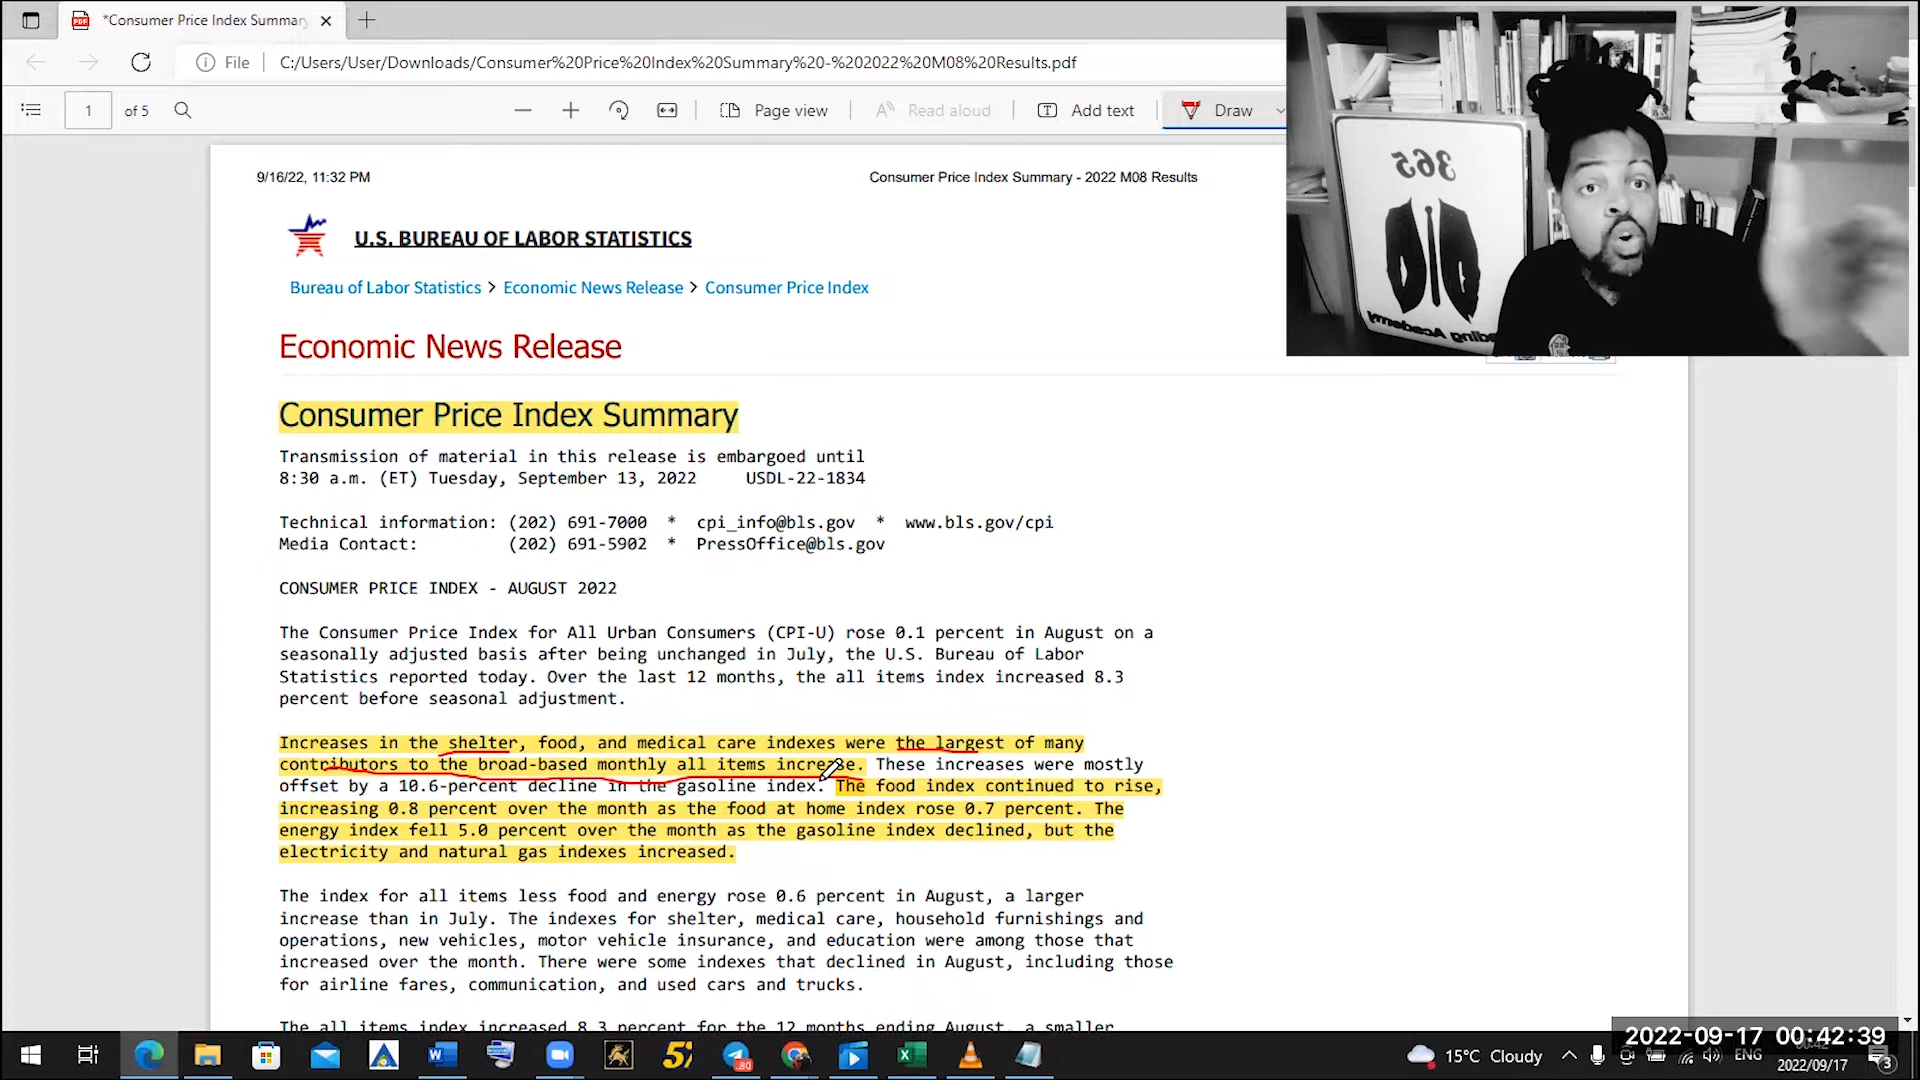 *Consumer Price Index Summary
File
C:/Users/User/Downloads/Consumer%20Price%20Index%20Summary%20-%202022%20M08%20Results.pdf
1 of 5
Page view
Read aloud
Add text
Draw
365
9/16/22, 11:32 PM
Consumer Price Index Summary - 2022 M08 Results
U.S. BUREAU OF LABOR STATISTICS
Bureau of Labor Statistics > Economic News Release > Consumer Price Index
Economic News Release
Consumer Price Index Summary
Transmission of material in this release is embargoed until
8:30 a.m. (ET) Tuesday, September 13, 2022 USDL-22-1834
Technical information: (202) 691-7000 * cpi_info@bls.gov * www.bls.gov/cpi
Media Contact: (202) 691-5902 * PressOffice@bls.gov
CONSUMER PRICE INDEX - AUGUST 2022
The Consumer Price Index for All Urban Consumers (CPI-U) rose 0.1 percent in August on a
seasonally adjusted basis after being unchanged in July, the U.S. Bureau of Labor
Statistics reported today. Over the last 12 months, the all items index increased 8.3
percent before seasonal adjustment.
Increases in the shelter, food, and medical care indexes were the largest of many
contributors to the broad-based monthly all items increase. These increases were mostly
offset by a 10.6-percent decline in the gasoline index. The food index continued to rise,
increasing 0.8 percent over the month as the food at home index rose 0.7 percent. The
energy index fell 5.0 percent over the month as the gasoline index declined, but the
electricity and natural gas indexes increased.
The index for all items less food and energy rose 0.6 percent in August, a larger
increase than in July. The indexes for shelter, medical care, household furnishings and
operations, new vehicles, motor vehicle insurance, and education were among those that
increased over the month. There were some indexes that declined in August, including those
for airline fares, communication, and used cars and trucks.
The all items index increased 8.3 percent for the 12 months ending August, a smaller
2022-09-17 00:42:39
15°C Cloudy
ENG
2022/09/17
3